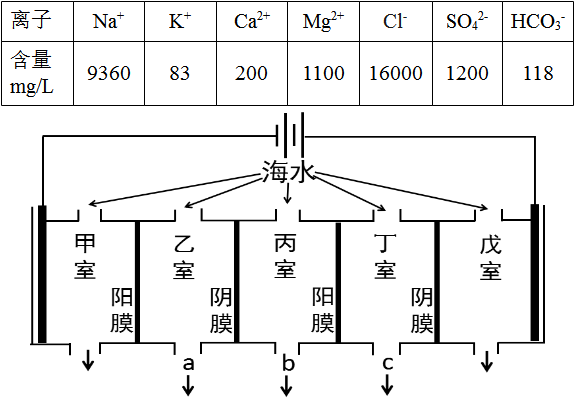 离子 Na⁺ K⁺ Ca²⁺ Mg²⁺ Cl⁻ SO₄²⁻ HCO₃⁻
含量 mg/L 9360 83 200 1100 16000 1200 118
海水
甲室 乙室 丙室 丁室 戊室
阳膜 阴膜 阳膜 阴膜
a b c